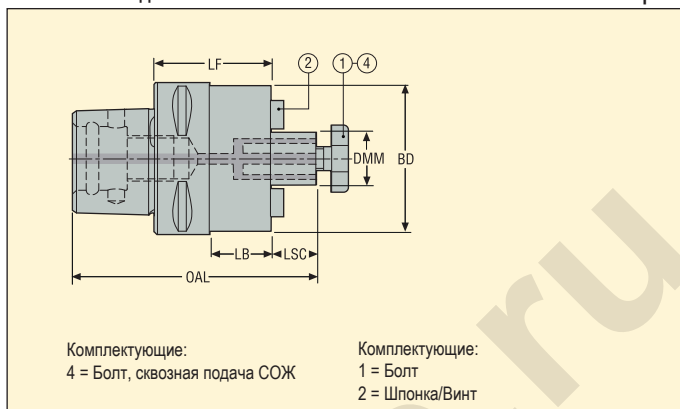 LF
2
1
4
DMM
BD
LB
LSC
OAL
Комплектующие:
4 = Болт, сквозная подача СОЖ
Комплектующие:
1 = Болт
2 = Шпонка/Винт